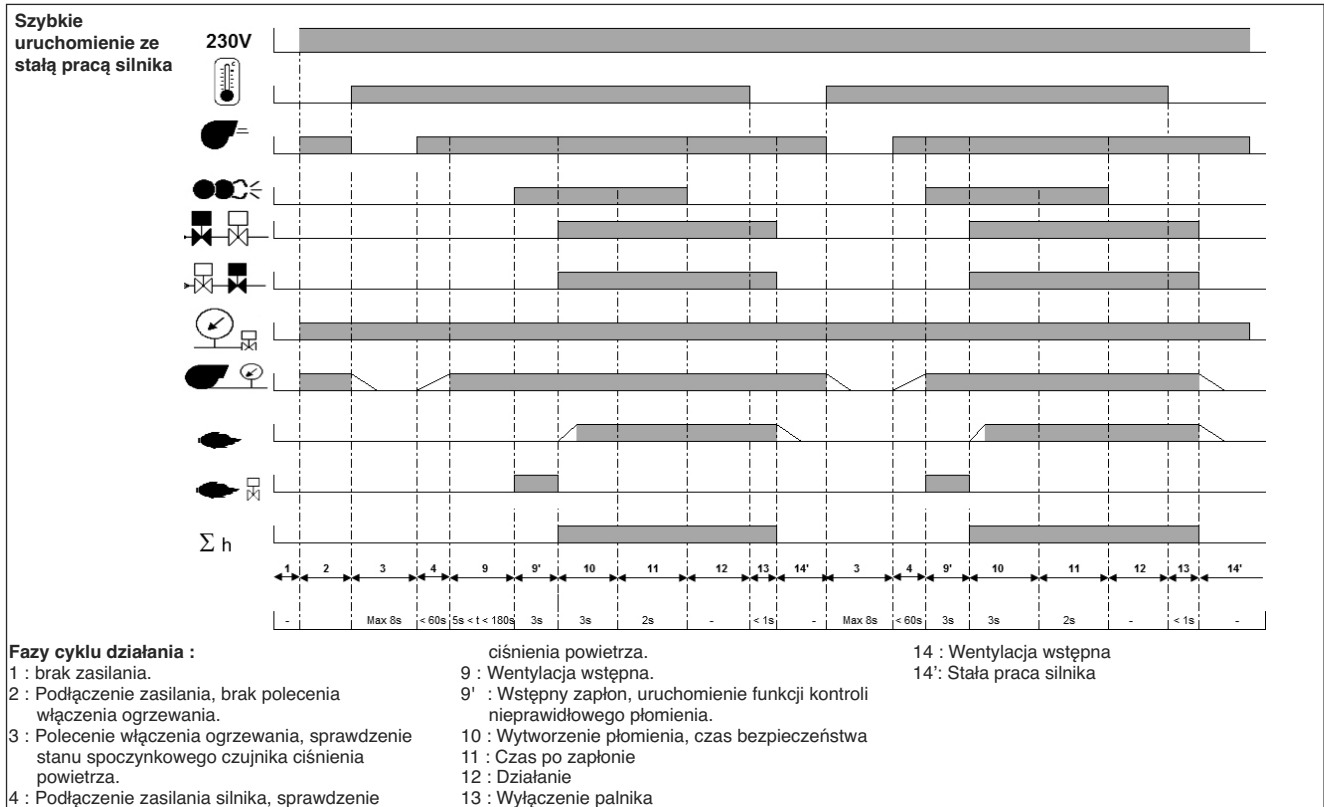 Szybkie
uruchomienie ze
stałą pracą silnika
230V
Σ h
1 2 3 4 9 9' 10 11 12 13 14' 3 4 9' 10 11 12 13 14'
- Max 8s < 60s 5s < t < 180s 3s 3s 2s - < 1s - Max 8s < 60s 3s 3s 2s - < 1s -
Fazy cyklu działania :
1 : brak zasilania.
2 : Podłączenie zasilania, brak polecenia
włączenia ogrzewania.
3 : Polecenie włączenia ogrzewania, sprawdzenie
stanu spoczynkowego czujnika ciśnienia
powietrza.
4 : Podłączenie zasilania silnika, sprawdzenie
ciśnienia powietrza.
9 : Wentylacja wstępna.
9' : Wstępny zapłon, uruchomienie funkcji kontroli
nieprawidłowego płomienia.
10 : Wytworzenie płomienia, czas bezpieczeństwa
11 : Czas po zapłonie
12 : Działanie
13 : Wyłączenie palnika
14 : Wentylacja wstępna
14': Stała praca silnika